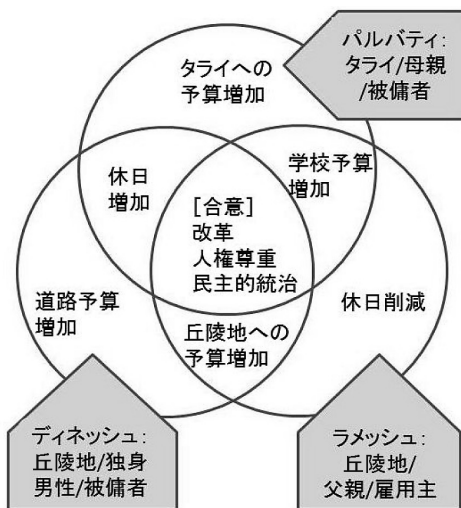 パルバティ:
タライ/母親
/被傭者
タライへの
予算増加
休日
増加
学校予算
増加
[合意]
改革
人権尊重
民主的統治
道路予算
増加
休日削減
丘陵地への
予算増加
ディネッシュ:
丘陵地/独身
男性/被傭者
ラメッシュ:
丘陵地/
父親/雇用主